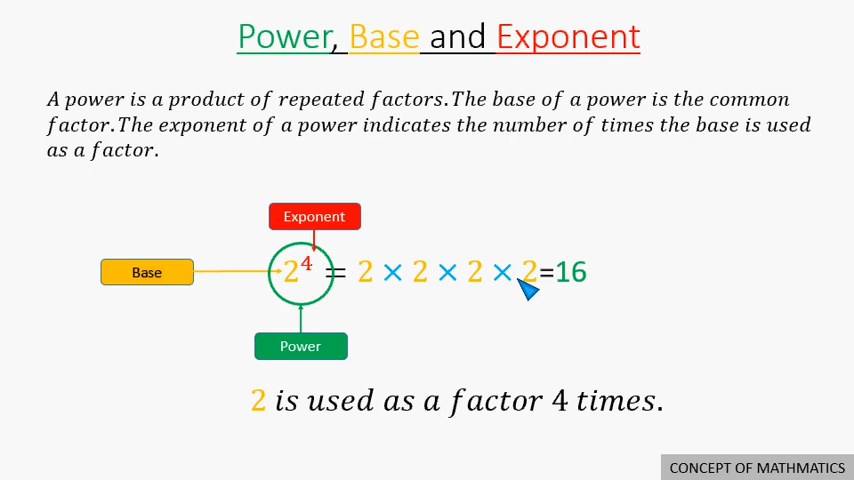 Power, Base and Exponent
A power is a product of repeated factors.The base of a power is the common
factor.The exponent of a power indicates the number of times the base is used
as a factor.
Exponent
Base
2⁴ = 2 × 2 × 2 × 2=16
Power
2 is used as a factor 4 times.
CONCEPT OF MATHMATICS